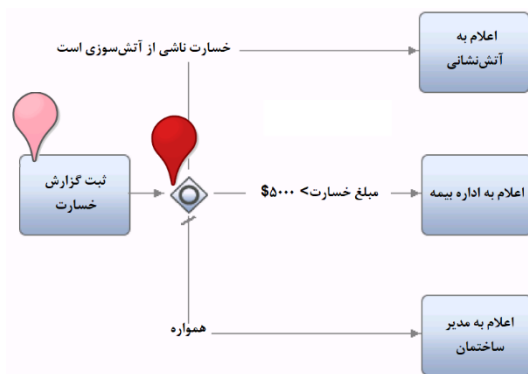 خسارت ناشی از آتش‌سوزی است
اعلام به
آتش‌نشانی
ثبت گزارش
خسارت
مبلغ خسارت> ۵۰۰۰$
اعلام به اداره بیمه
همواره
اعلام به مدیر
ساختمان